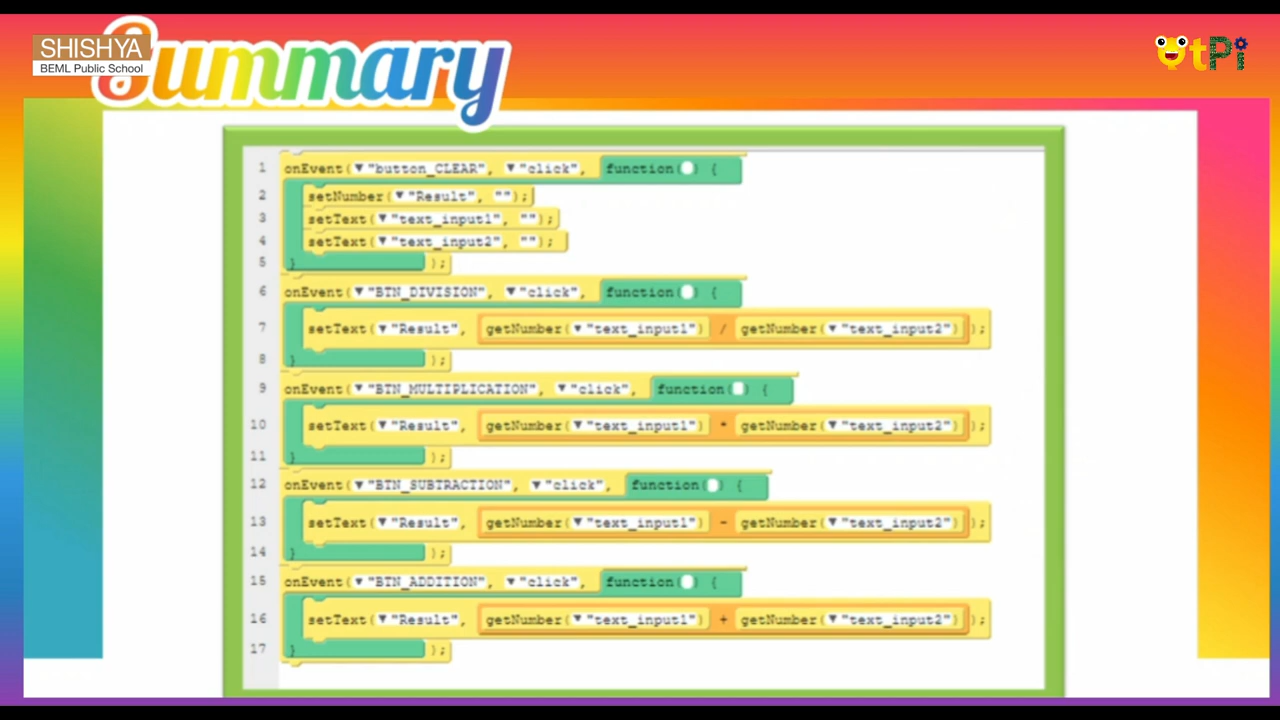 SHISHYA
BEML Public School
Summary
OtPi
1 onEvent(▼"button_CLEAR", ▼"click", function() {
2 setNumber(▼"Result", "");
3 setText(▼"text_input1", "");
4 setText(▼"text_input2", "");
5 } );
6 onEvent(▼"BTN_DIVISION", ▼"click", function() {
7 setText(▼"Result", getNumber(▼"text_input1") / getNumber(▼"text_input2") );
8 } );
9 onEvent(▼"BTN_MULTIPLICATION", ▼"click", function() {
10 setText(▼"Result", getNumber(▼"text_input1") * getNumber(▼"text_input2") );
11 } );
12 onEvent(▼"BTN_SUBTRACTION", ▼"click", function() {
13 setText(▼"Result", getNumber(▼"text_input1") - getNumber(▼"text_input2") );
14 } );
15 onEvent(▼"BTN_ADDITION", ▼"click", function() {
16 setText(▼"Result", getNumber(▼"text_input1") + getNumber(▼"text_input2") );
17 } );